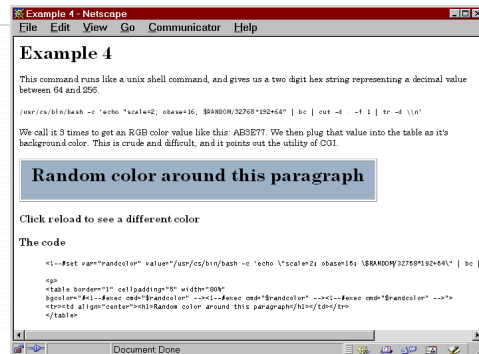 Example 4 - Netscape
File Edit View Go Communicator Help
Example 4
This command runs like a unix shell command, and gives us a two digit hex string representing a decimal value
between 64 and 256.
/usr/cs/bin/bash -c 'echo "scale=2; obase=16; $RANDOM/32768*192+64" | bc | cut -d . -f 1 | tr -d \\n'
We call it 3 times to get an RGB color value like this: AB3E77. We then plug that value into the table as it's
background color. This is crude and difficult, and it points out the utility of CGI.
Random color around this paragraph
Click reload to see a different color
The code
<!--#set var="randcolor" value="/usr/cs/bin/bash -c 'echo \"scale=2; obase=16; \$RANDOM/32768*192+64\" | bc |
<p>
<table border="1" cellpadding="5" width="80%"
bgcolor="#<!--#exec cmd="$randcolor" --><!--#exec cmd="$randcolor" --><!--#exec cmd="$randcolor" -->">
<tr><td align="center"><h1>Random color around this paragraph</h1></td></tr>
</table>
Document: Done